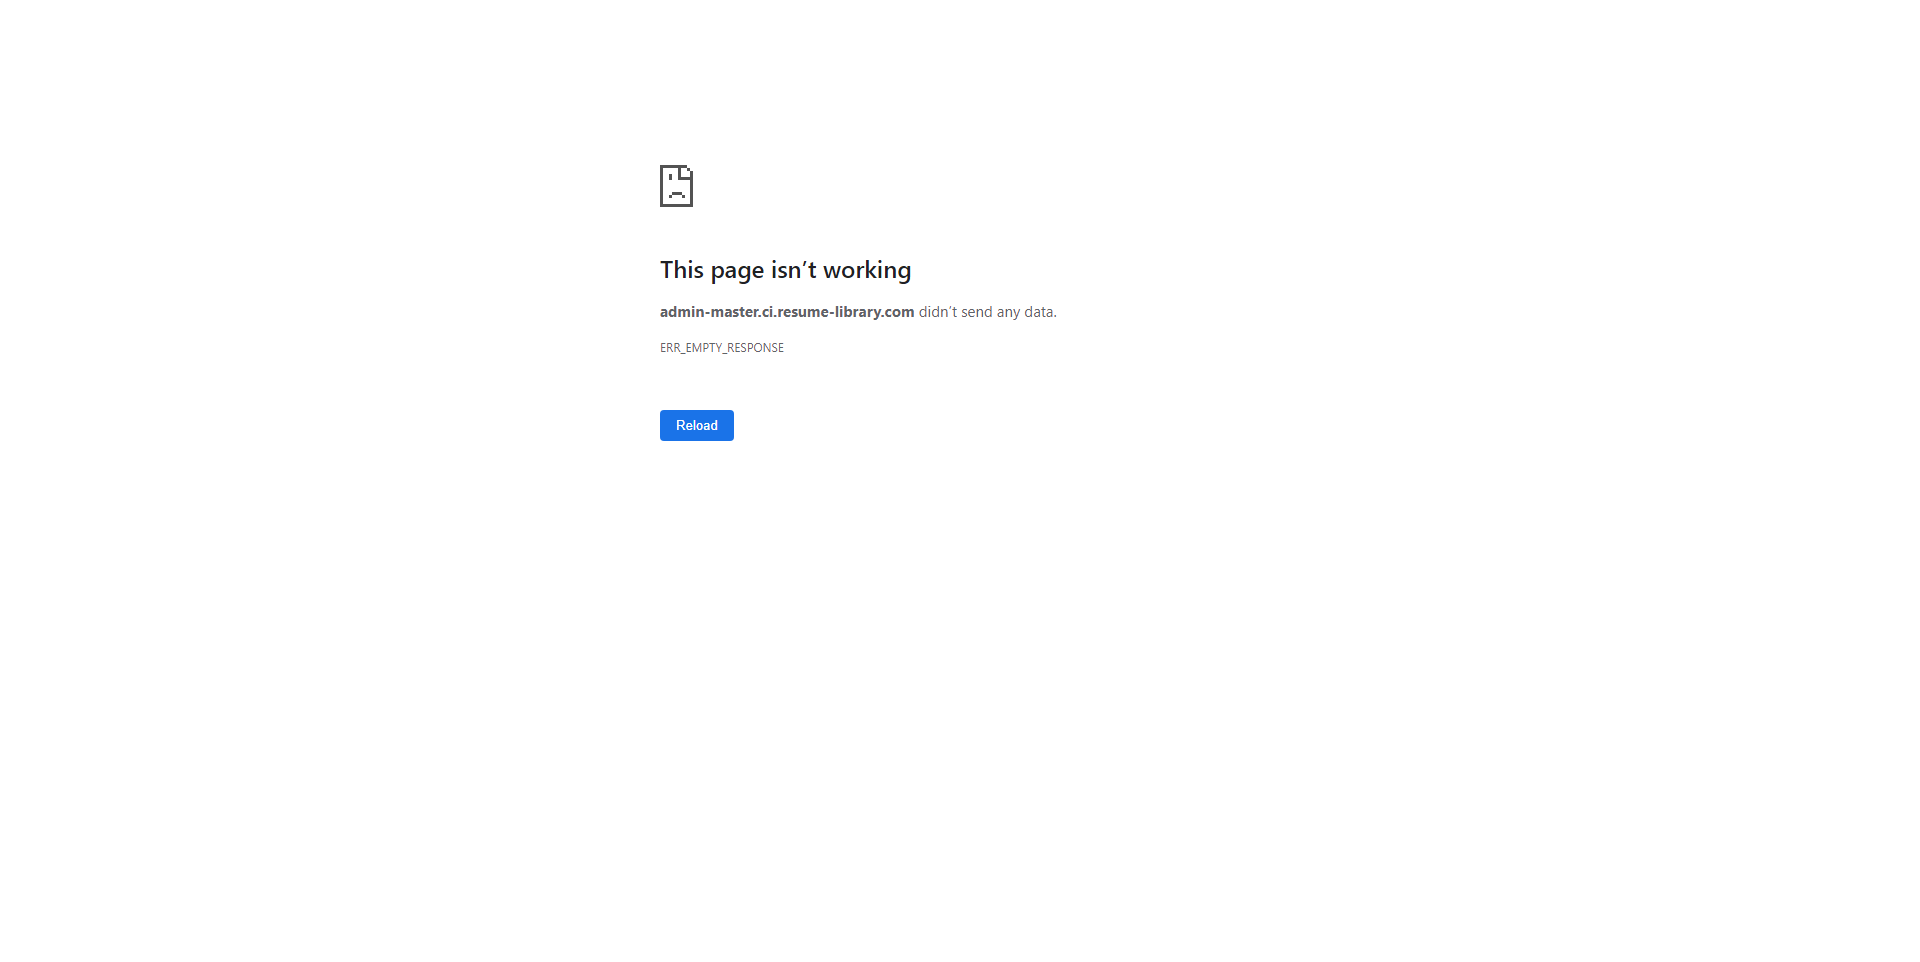 This page isn’t working
admin-master.ci.resume-library.com didn’t send any data.
ERR_EMPTY_RESPONSE
Reload